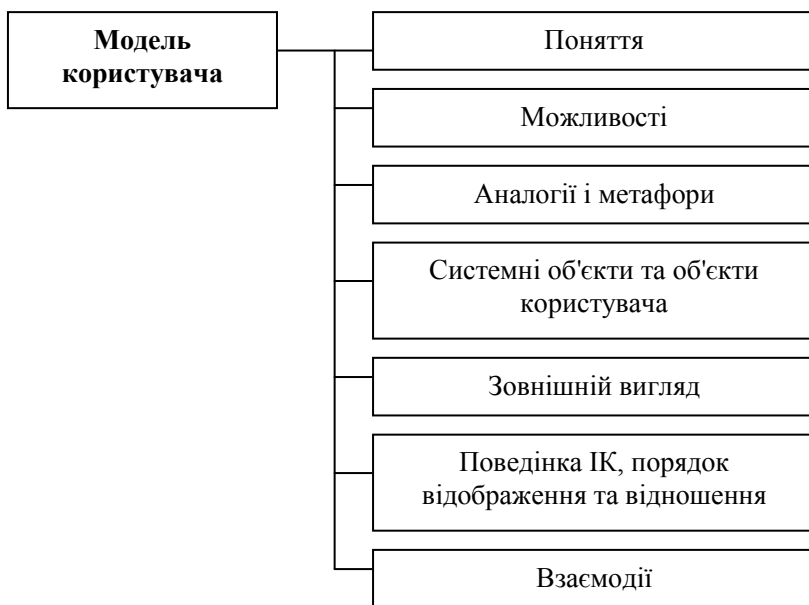 Модель
користувача
Поняття
Можливості
Аналогії і метафори
Системні об'єкти та об'єкти
користувача
Зовнішній вигляд
Поведінка ІК, порядок
відображення та відношення
Взаємодії